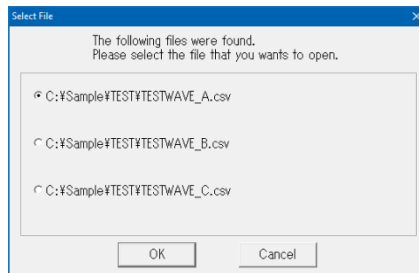 Select File
The following files were found.
Please select the file that you wants to open.
C:¥Sample¥TEST¥TESTWAVE_A.csv
C:¥Sample¥TEST¥TESTWAVE_B.csv
C:¥Sample¥TEST¥TESTWAVE_C.csv
OK Cancel